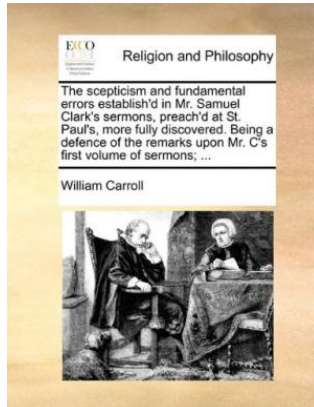 ECCO
Religion and Philosophy
The scepticism and fundamental
errors establish'd in Mr. Samuel
Clark's sermons, preach'd at St.
Paul's, more fully discovered. Being a
defence of the remarks upon Mr. C's
first volume of sermons; ...
William Carroll